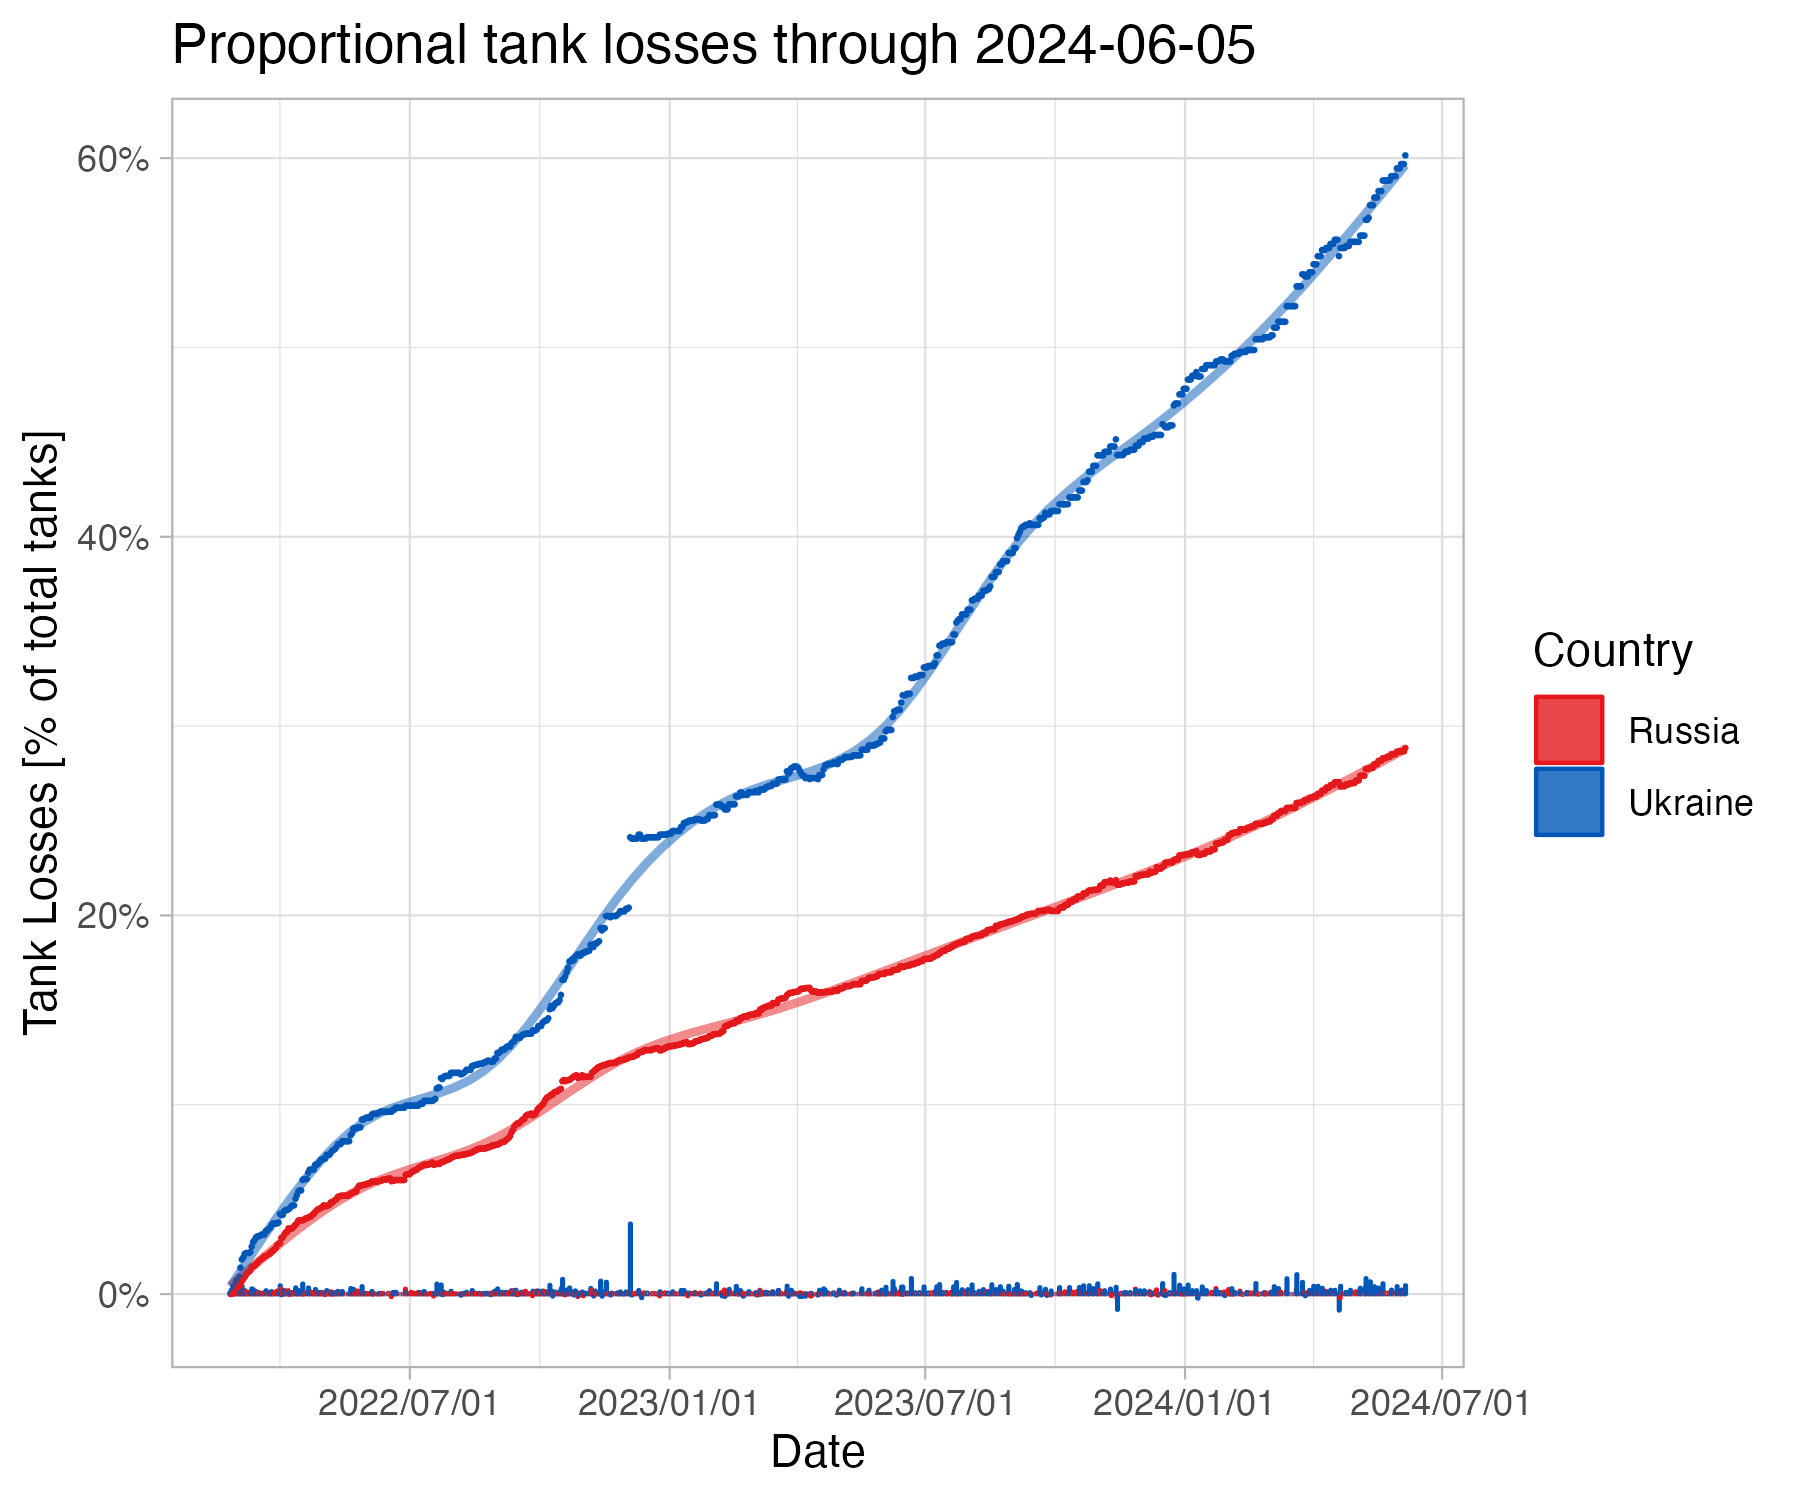 Proportional tank losses through 2024-06-05
Tank Losses [% of total tanks]
60%
40%
20%
0%
2022/07/01
2023/01/01
2023/07/01
2024/01/01
2024/07/01
Date
Country
Russia
Ukraine